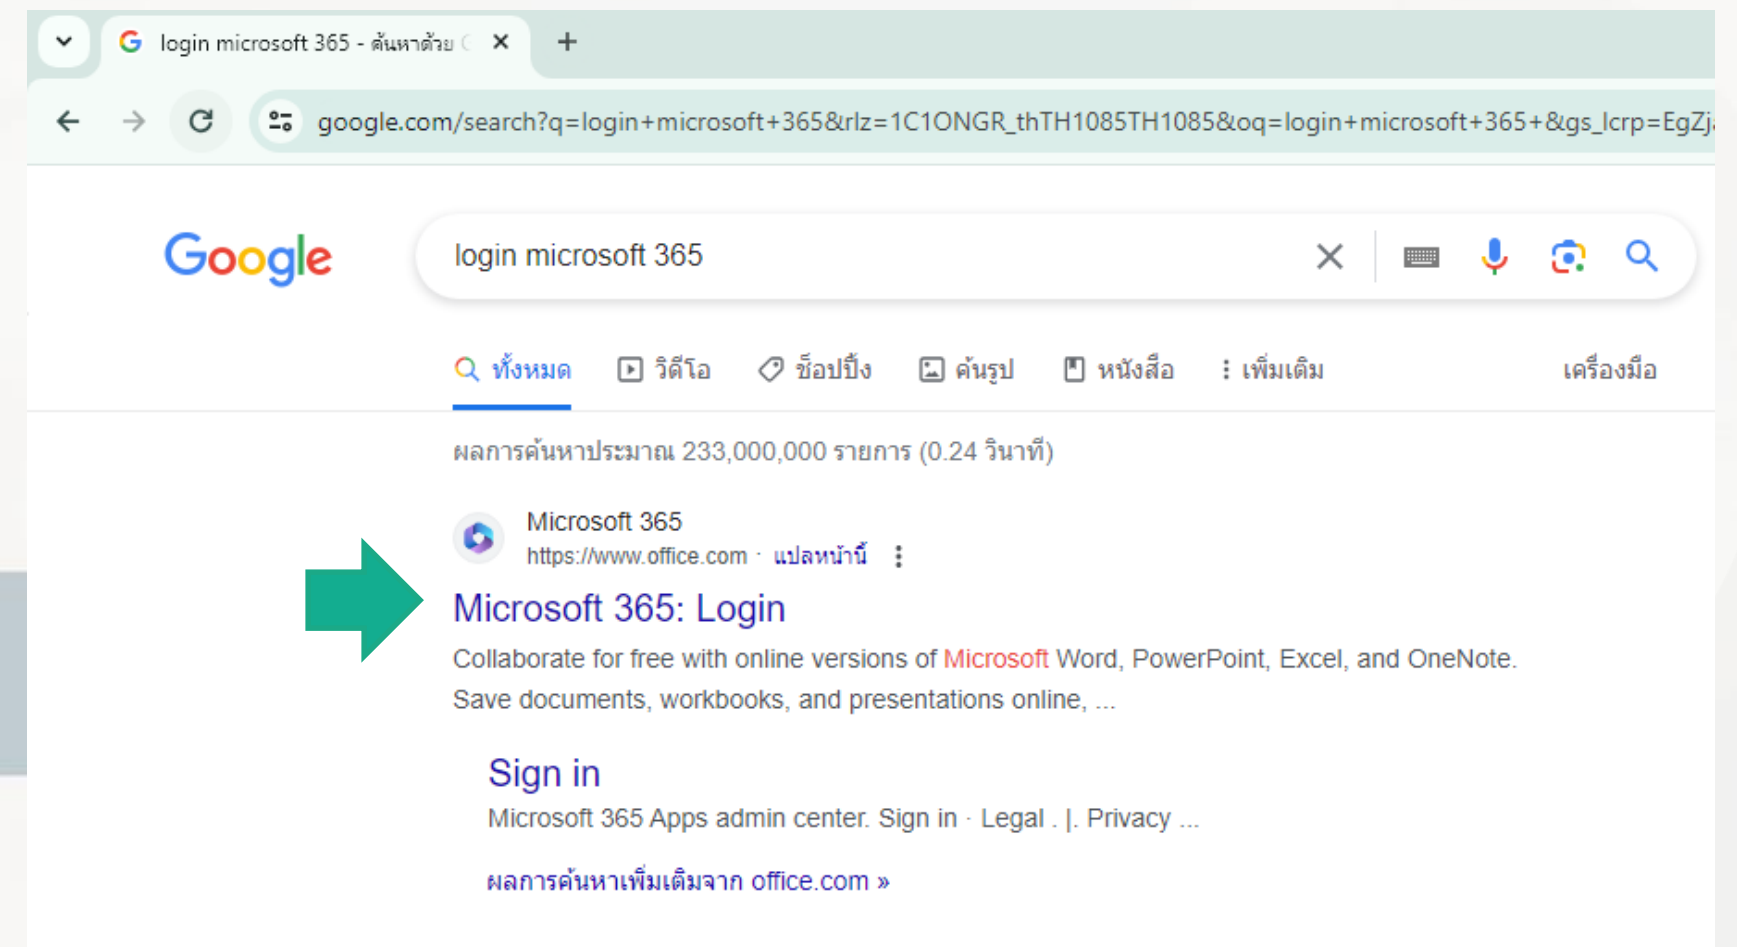 login microsoft 365 - ค้นหาด้วย
google.com/search?q=login+microsoft+365&rlz=1C1ONGR_thTH1085TH1085&oq=login+microsoft+365+&gs_lcrp=EgZj
Google
login microsoft 365
ทั้งหมด วิดีโอ ช็อปปิ้ง ค้นรูป หนังสือ เพิ่มเติม เครื่องมือ
ผลการค้นหาประมาณ 233,000,000 รายการ (0.24 วินาที)
Microsoft 365
https://www.office.com · แปลหน้านี้
Microsoft 365: Login
Collaborate for free with online versions of Microsoft Word, PowerPoint, Excel, and OneNote.
Save documents, workbooks, and presentations online, ...
Sign in
Microsoft 365 Apps admin center. Sign in · Legal . |. Privacy ...
ผลการค้นหาเพิ่มเติมจาก office.com »